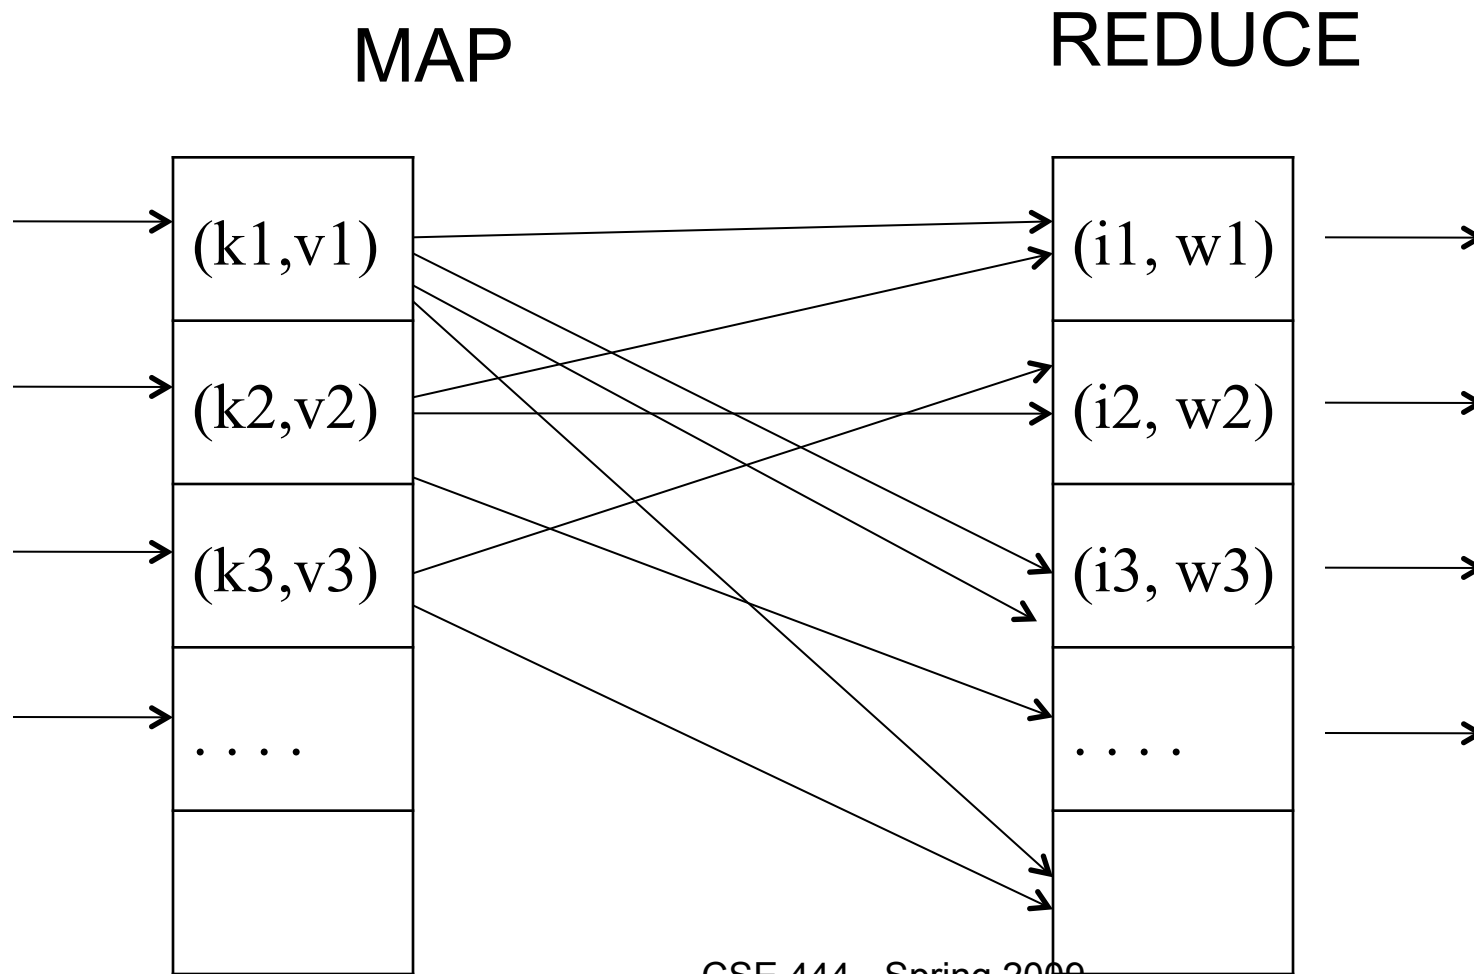 MAP
REDUCE
(k1,v1)
(i1, w1)
(k2,v2)
(i2, w2)
(k3,v3)
(i3, w3)
. . . .
. . . .
CSE 444 - Spring 2009